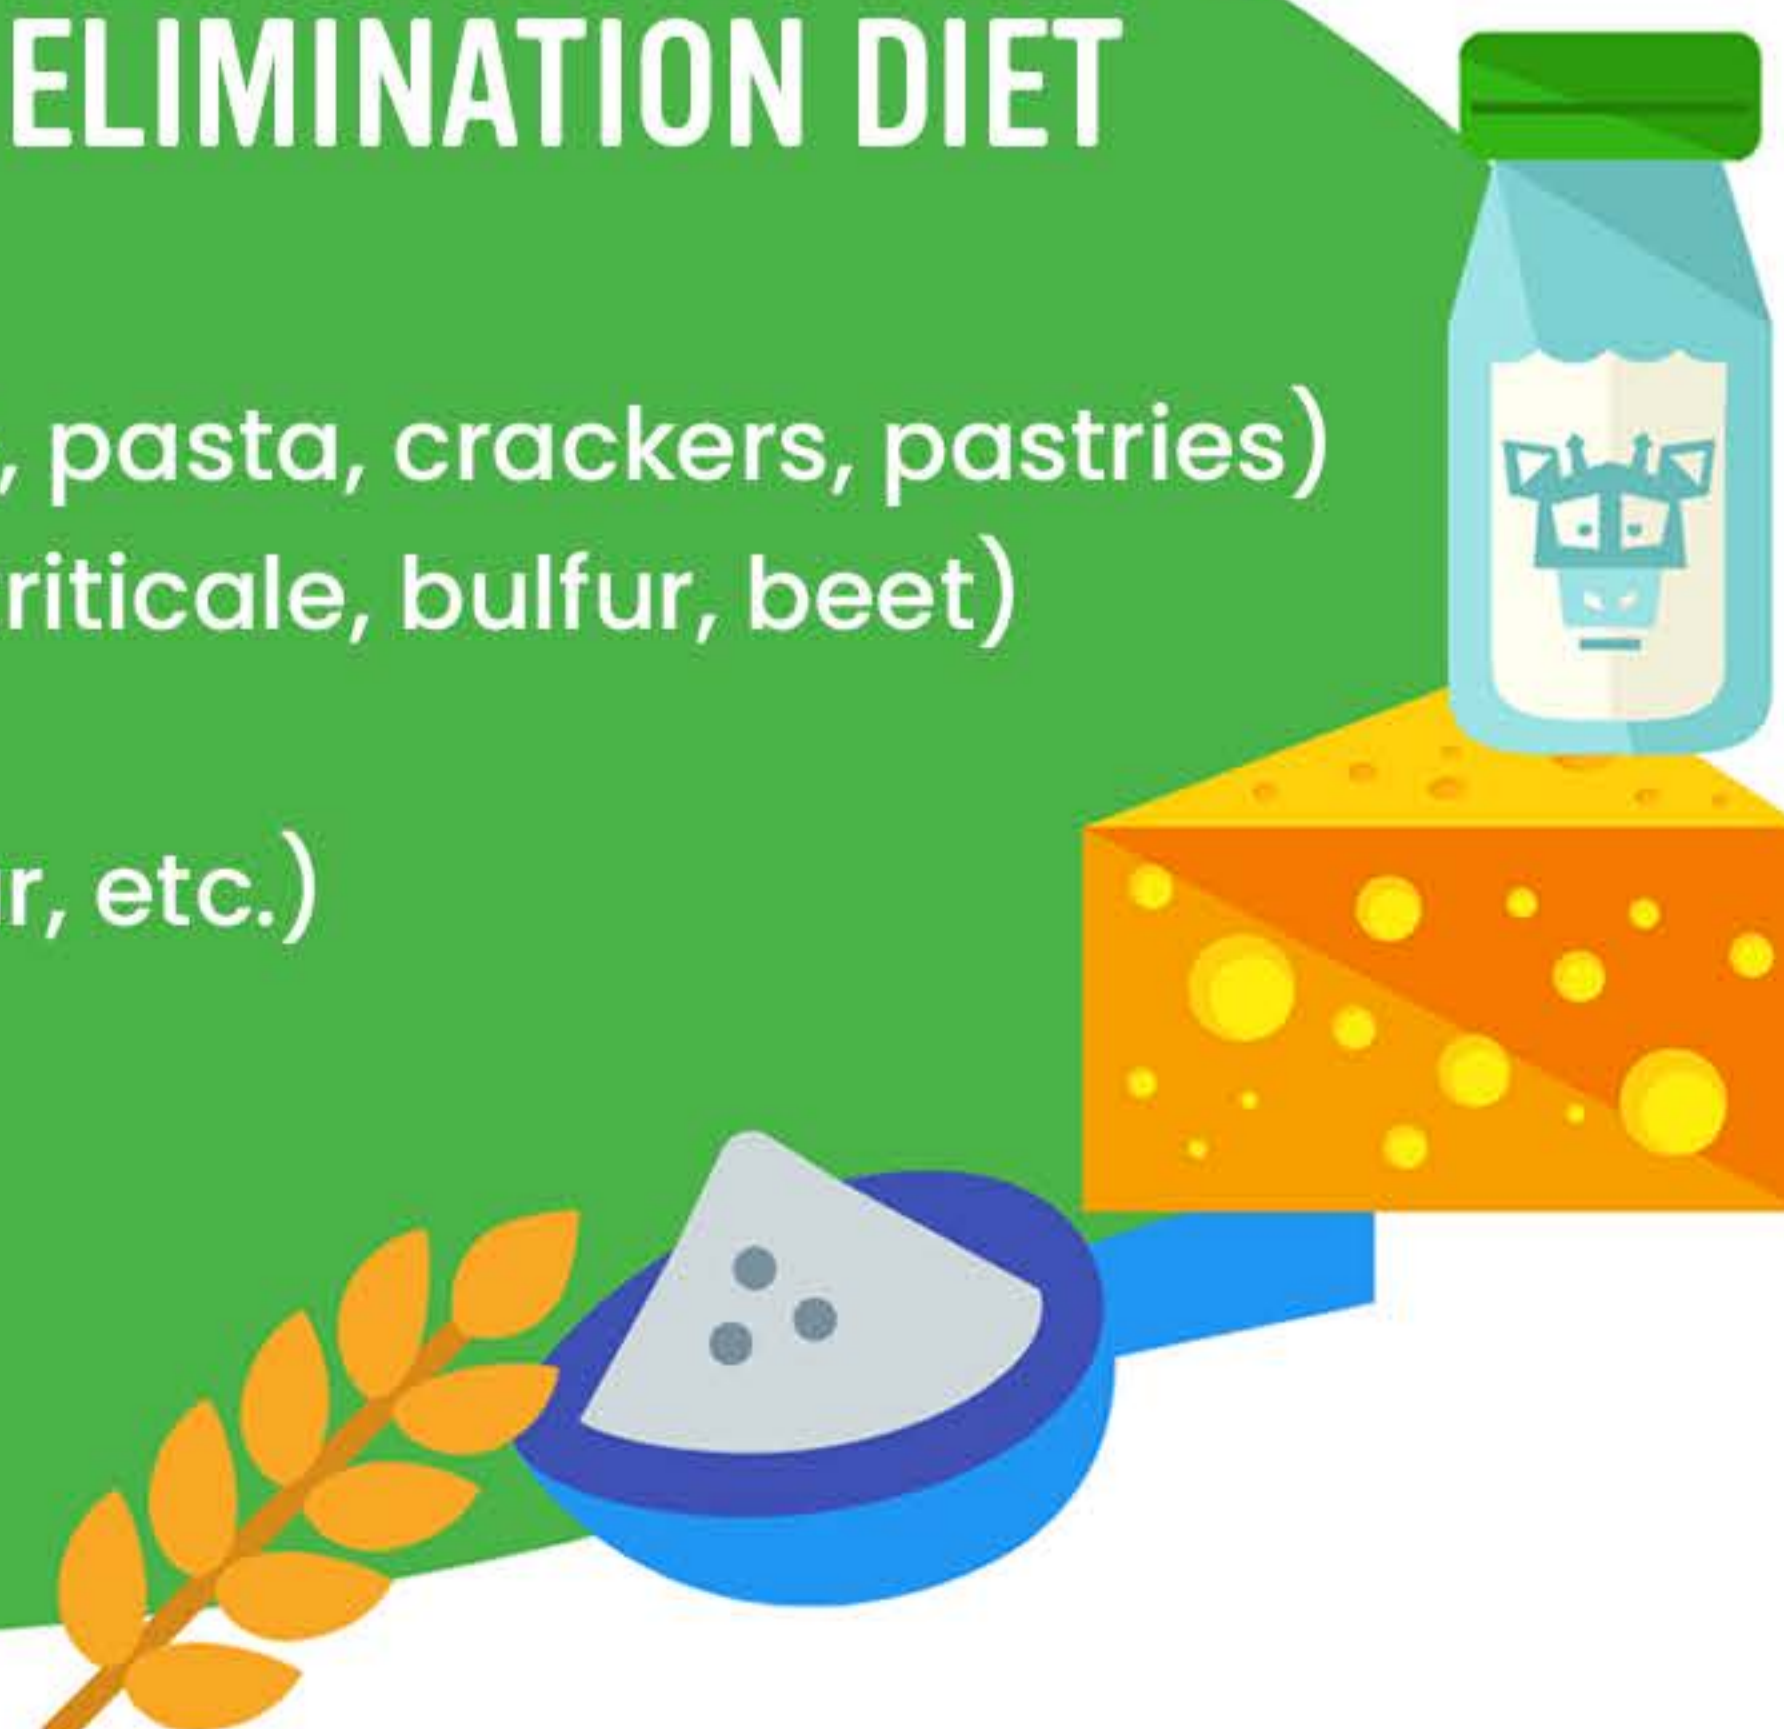 ELIMINATION DIET
, pasta, crackers, pastries)
riticale, bulfur, beet)
r, etc.)